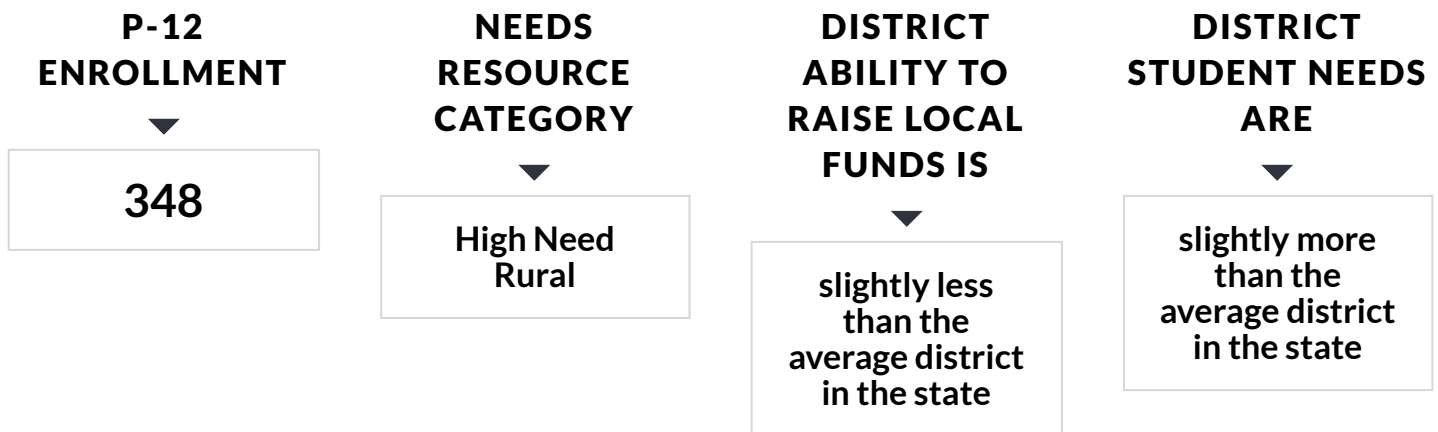 P-12
ENROLLMENT
348
NEEDS
RESOURCE
CATEGORY
High Need
Rural
DISTRICT
ABILITY TO
RAISE LOCAL
FUNDS IS
slightly less
than the
average district
in the state
DISTRICT
STUDENT NEEDS
ARE
slightly more
than the
average district
in the state